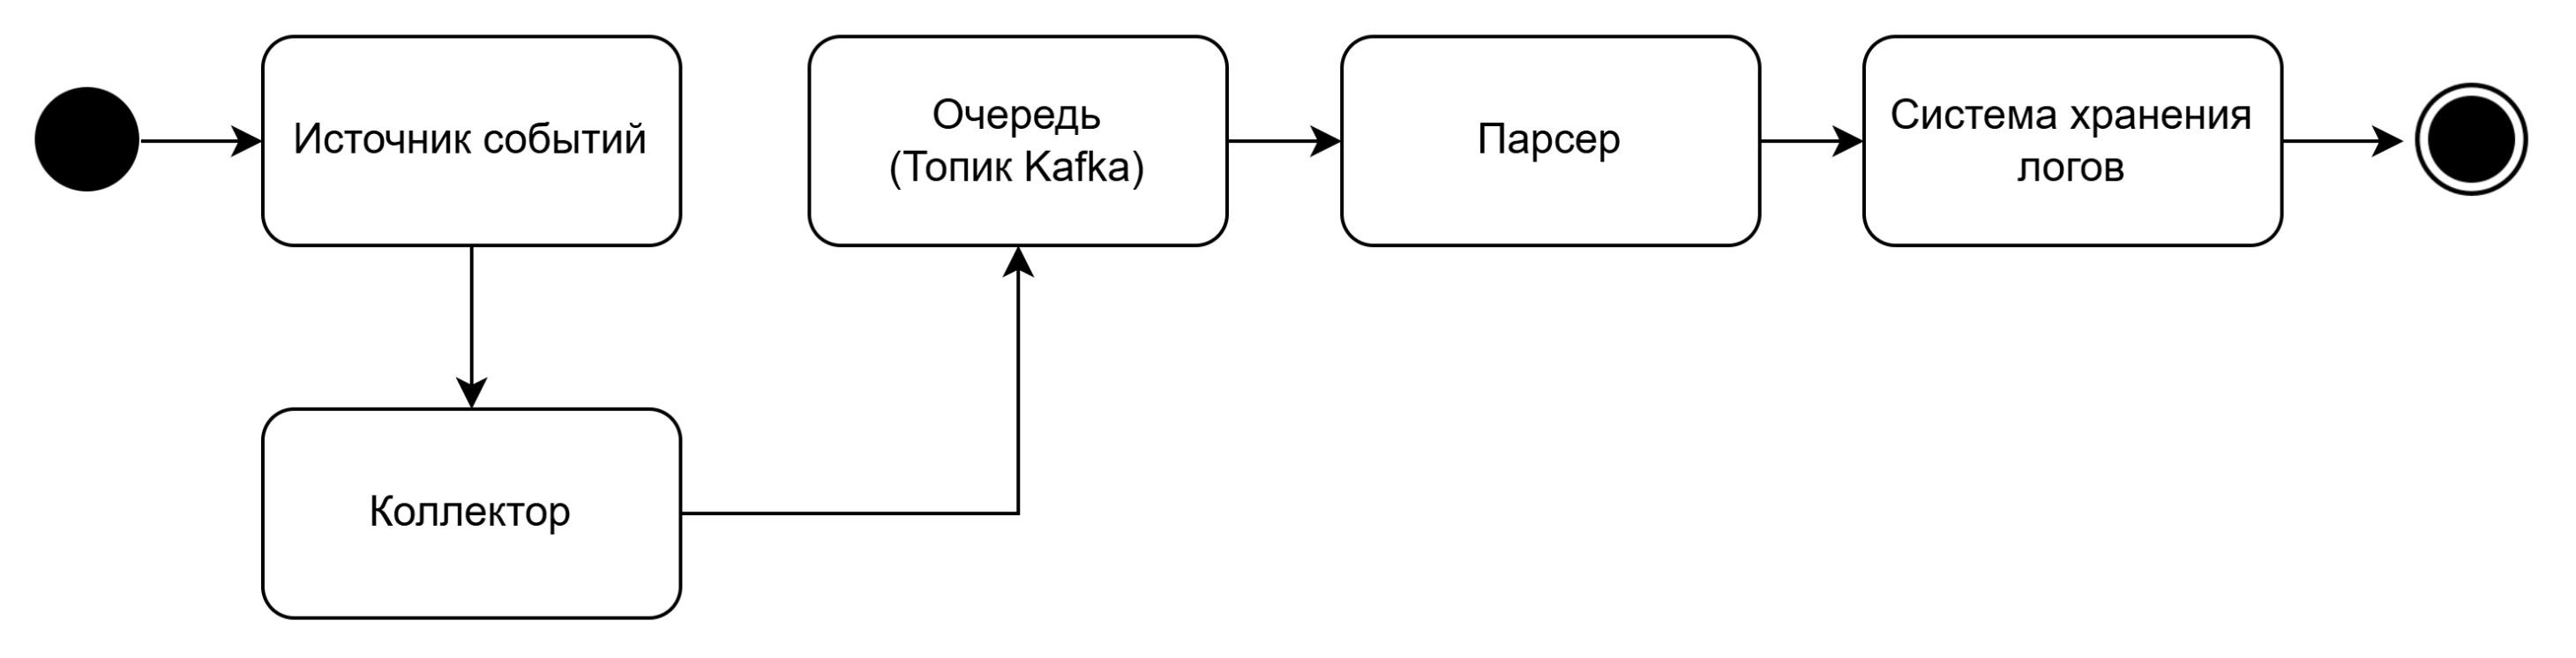 Источник событий
Очередь
(Топик Kafka)
Парсер
Система хранения
логов
Коллектор